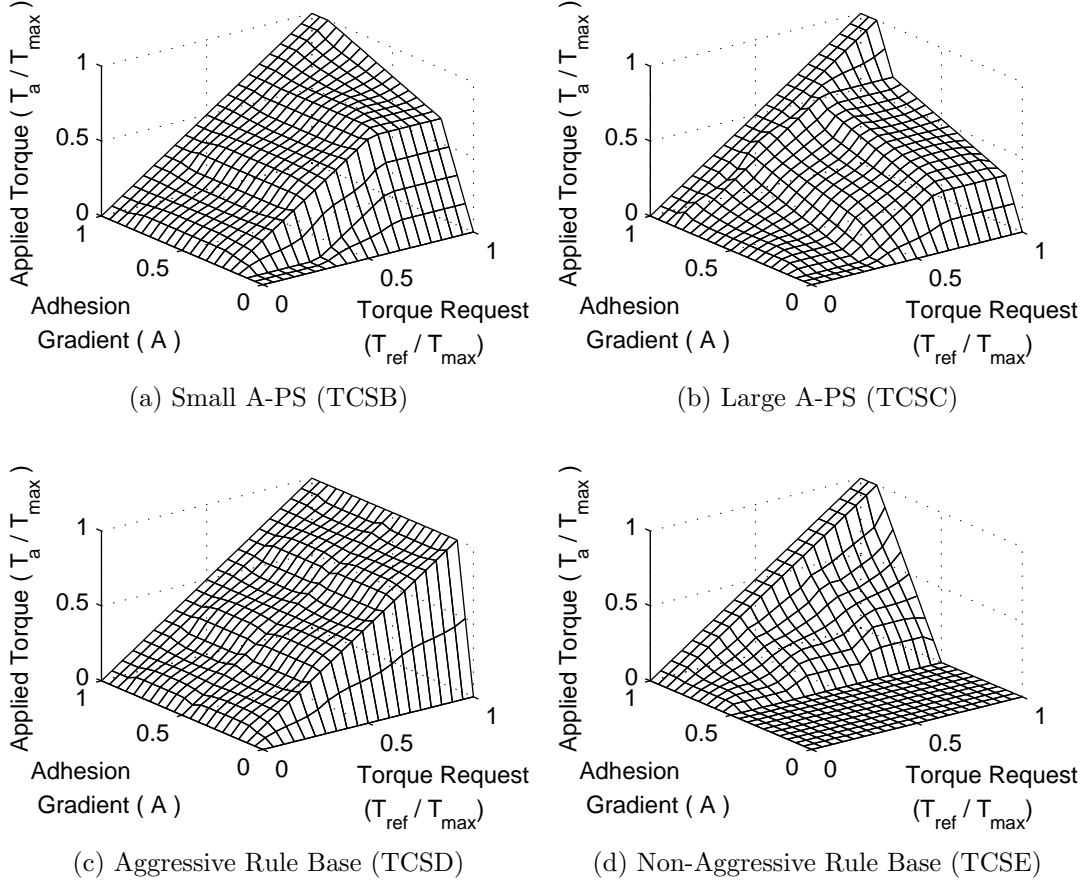 Applied Torque ( T_a / T_max )
1
0.5
0
1
0.5
0
0
0.5
1
Adhesion
Gradient ( A )
Torque Request
(T_ref / T_max)
(a) Small A-PS (TCSB)
Applied Torque ( T_a / T_max )
1
0.5
0
1
0.5
0
0
0.5
1
Adhesion
Gradient ( A )
Torque Request
(T_ref / T_max)
(b) Large A-PS (TCSC)
Applied Torque ( T_a / T_max )
1
0.5
0
1
0.5
0
0
0.5
1
Adhesion
Gradient ( A )
Torque Request
(T_ref / T_max)
(c) Aggressive Rule Base (TCSD)
Applied Torque ( T_a / T_max )
1
0.5
0
1
0.5
0
0
0.5
1
Adhesion
Gradient ( A )
Torque Request
(T_ref / T_max)
(d) Non-Aggressive Rule Base (TCSE)